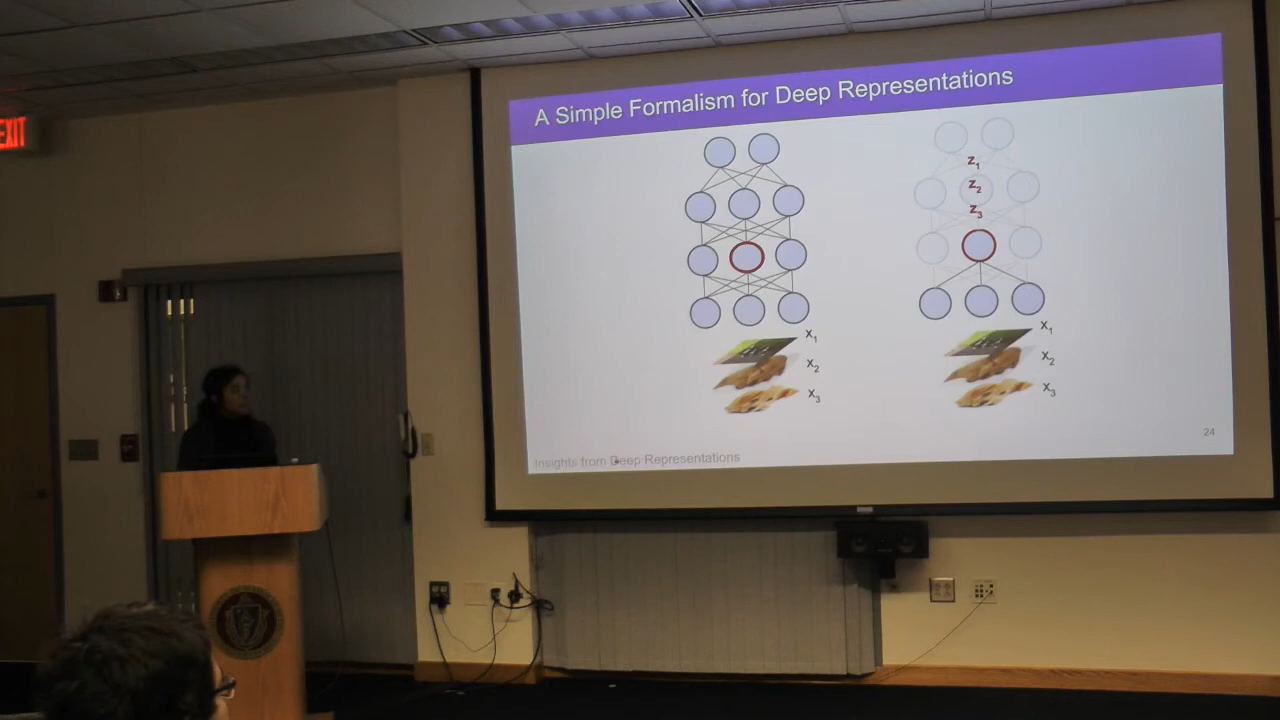 EXIT
A Simple Formalism for Deep Representations
z1
z2
z3
x1
x2
x3
x1
x2
x3
24
Insights from Deep Representations